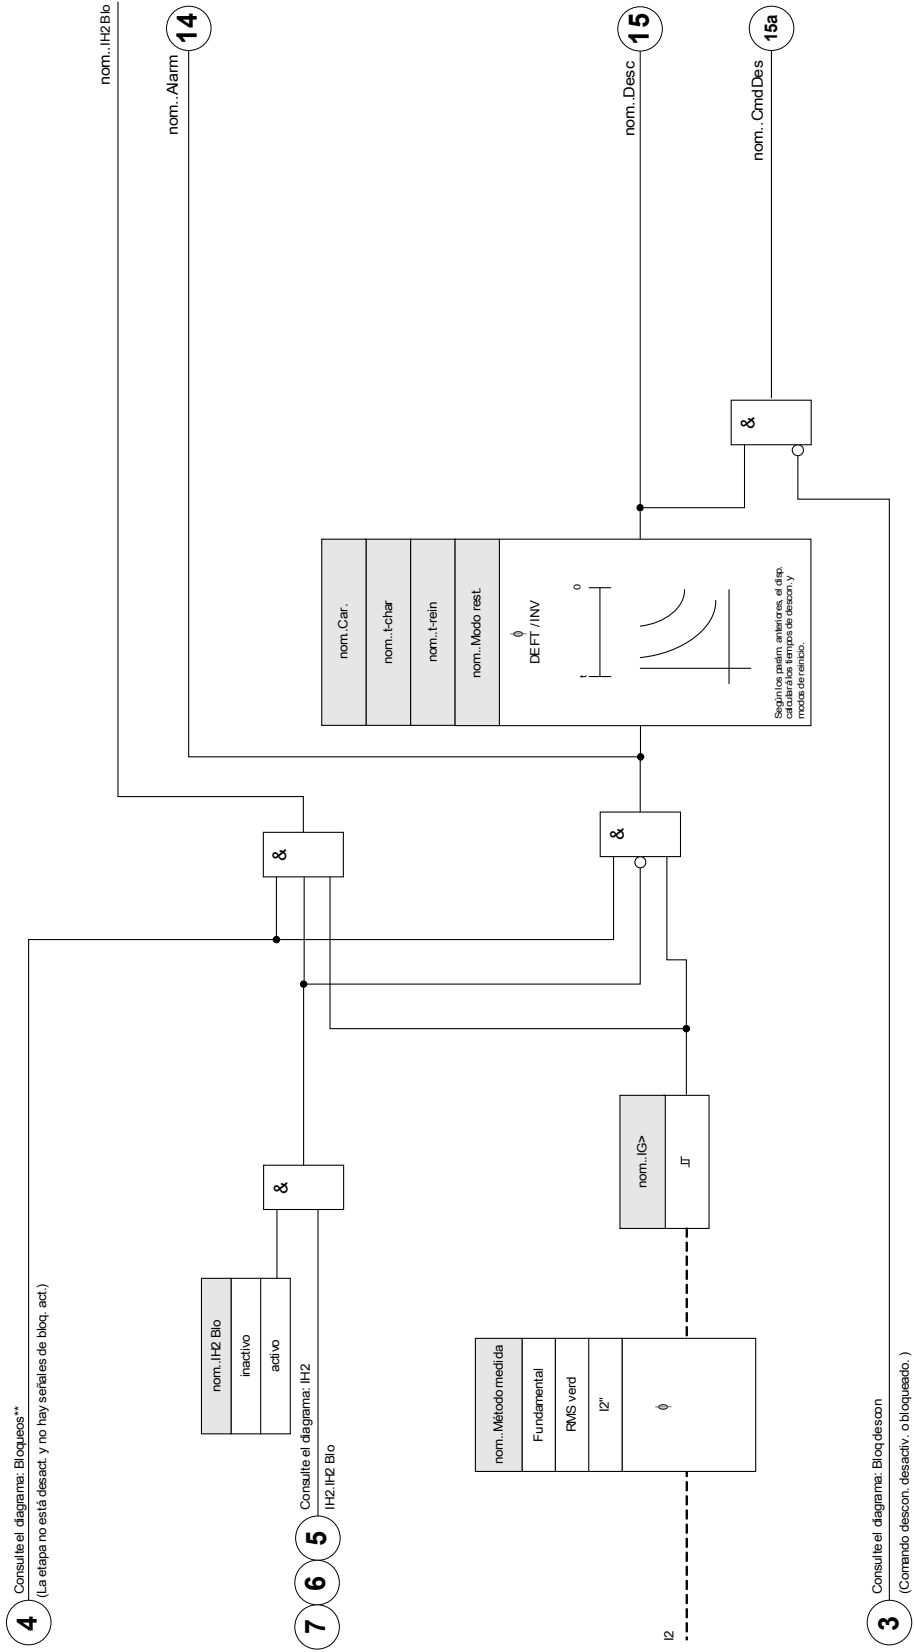 4
Consulte el diagrama: Bloqueos**
(La etapa no está desact. y no hay señales de bloq. act.)
nom..IH2 Blo
inactivo
activo
7
6
5
Consulte el diagrama: IH2
IH2.IH2 Blo
&
&
nom..IH2 Blo
nom..Alarm
14
I2
nom..Método medida
Fundamental
RMS verd
I2"
ϕ
nom..IG>
&
nom..Car.
nom..t-char
nom..t-rein
nom..Modo rest.
ϕ
DEFT / INV
t
0
Según los parám. anteriores, el disp.
calculará los tiempos de descon. y
modos de reinicio.
nom..Desc
15
&
nom..CmdDes
15a
3
Consulte el diagrama: Bloq descon
(Comando descon. desactiv. o bloqueado. )